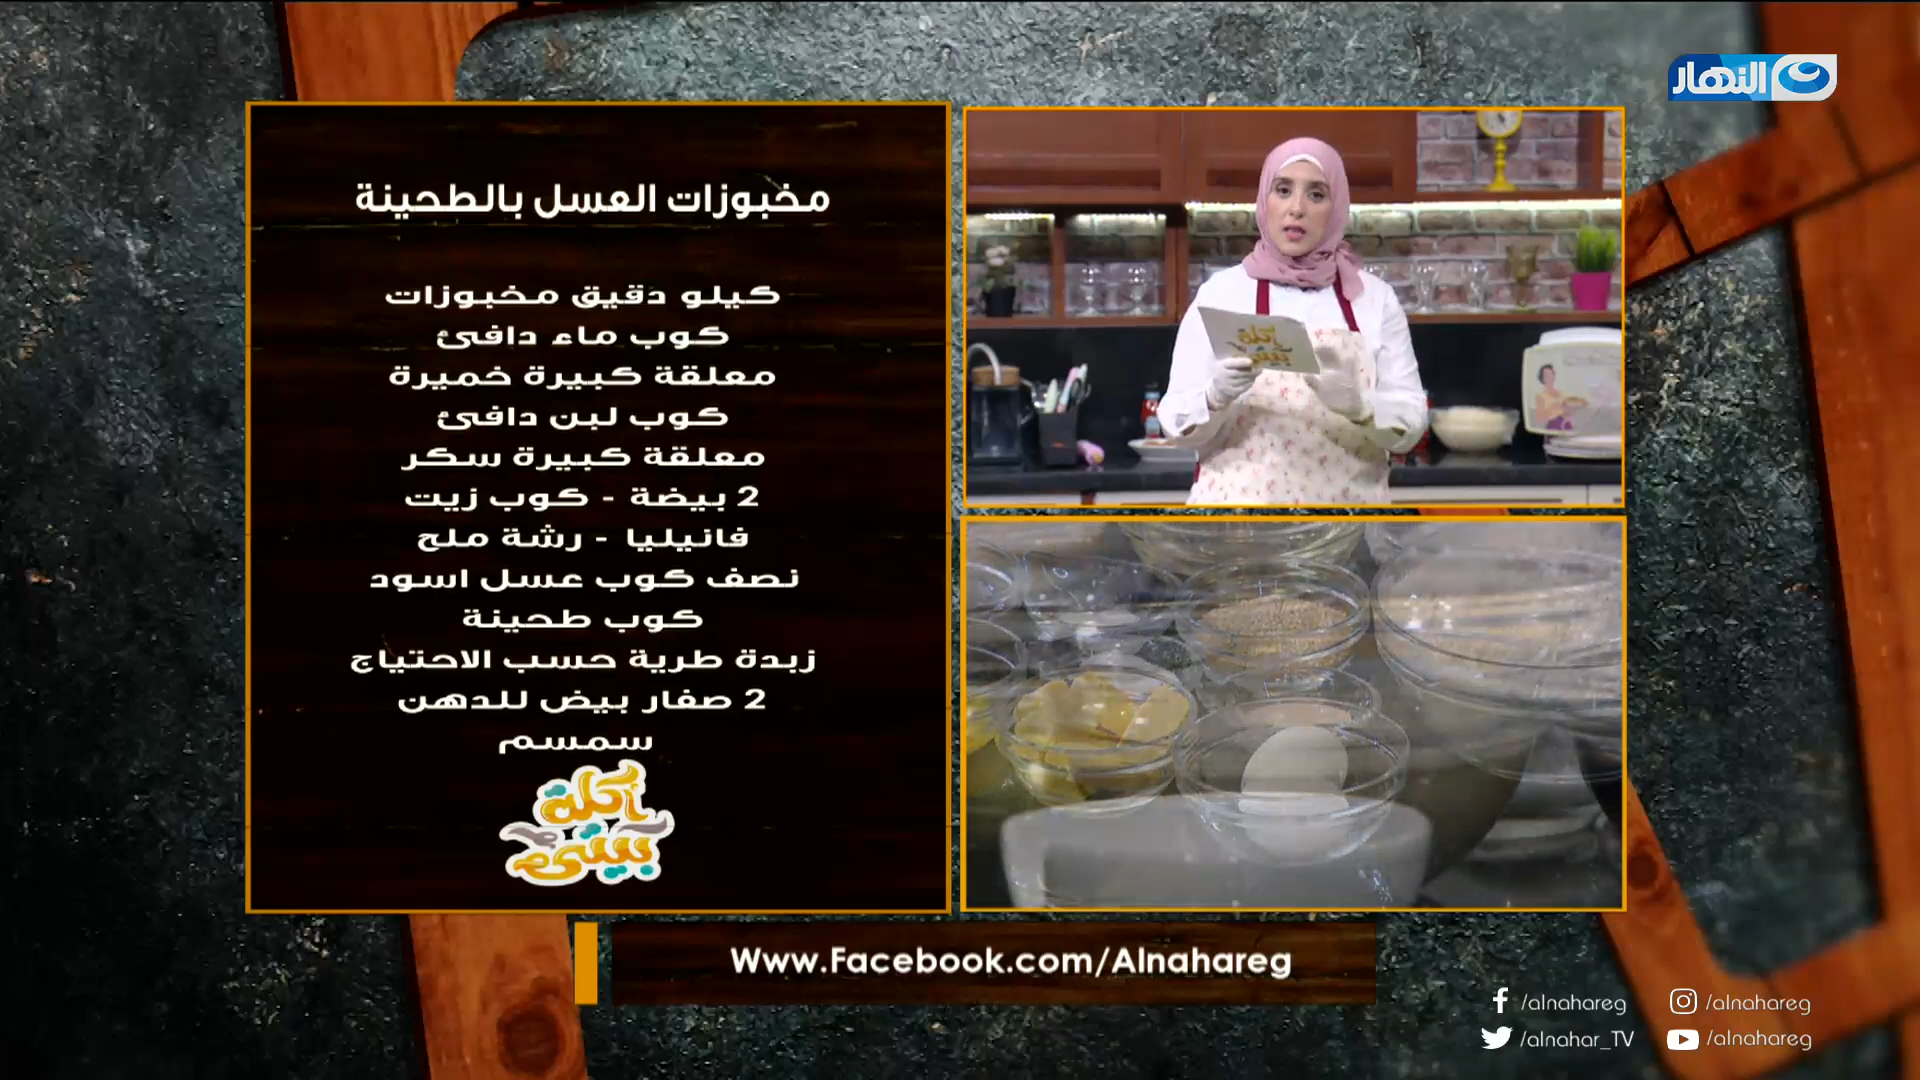 النهار
مخبوزات العسل بالطحينة
كيلو دقيق مخبوزات
كوب ماء دافئ
معلقة كبيرة خميرة
كوب لبن دافئ
معلقة كبيرة سكر
2 بيضة - كوب زيت
فانيليا - رشة ملح
نصف كوب عسل اسود
كوب طحينة
زبدة طرية حسب الاحتياج
2 صفار بيض للدهن
سمسم
أكلة
بيتي
أكلة
بيتي
Www.Facebook.com/Alnahareg
/alnahareg
/alnahareg
/alnahar_TV
/alnahareg